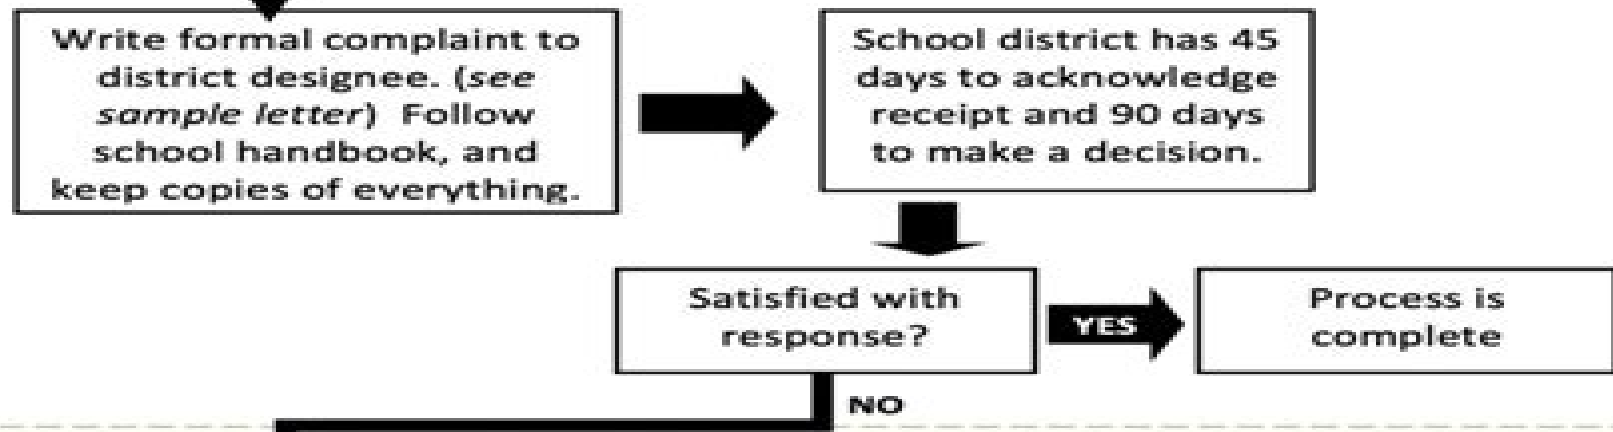 Write formal complaint to
district designee. (see
sample letter) Follow
school handbook, and
keep copies of everything.
School district has 45
days to acknowledge
receipt and 90 days
to make a decision.
Satisfied with
response?
YES
Process is
complete
NO